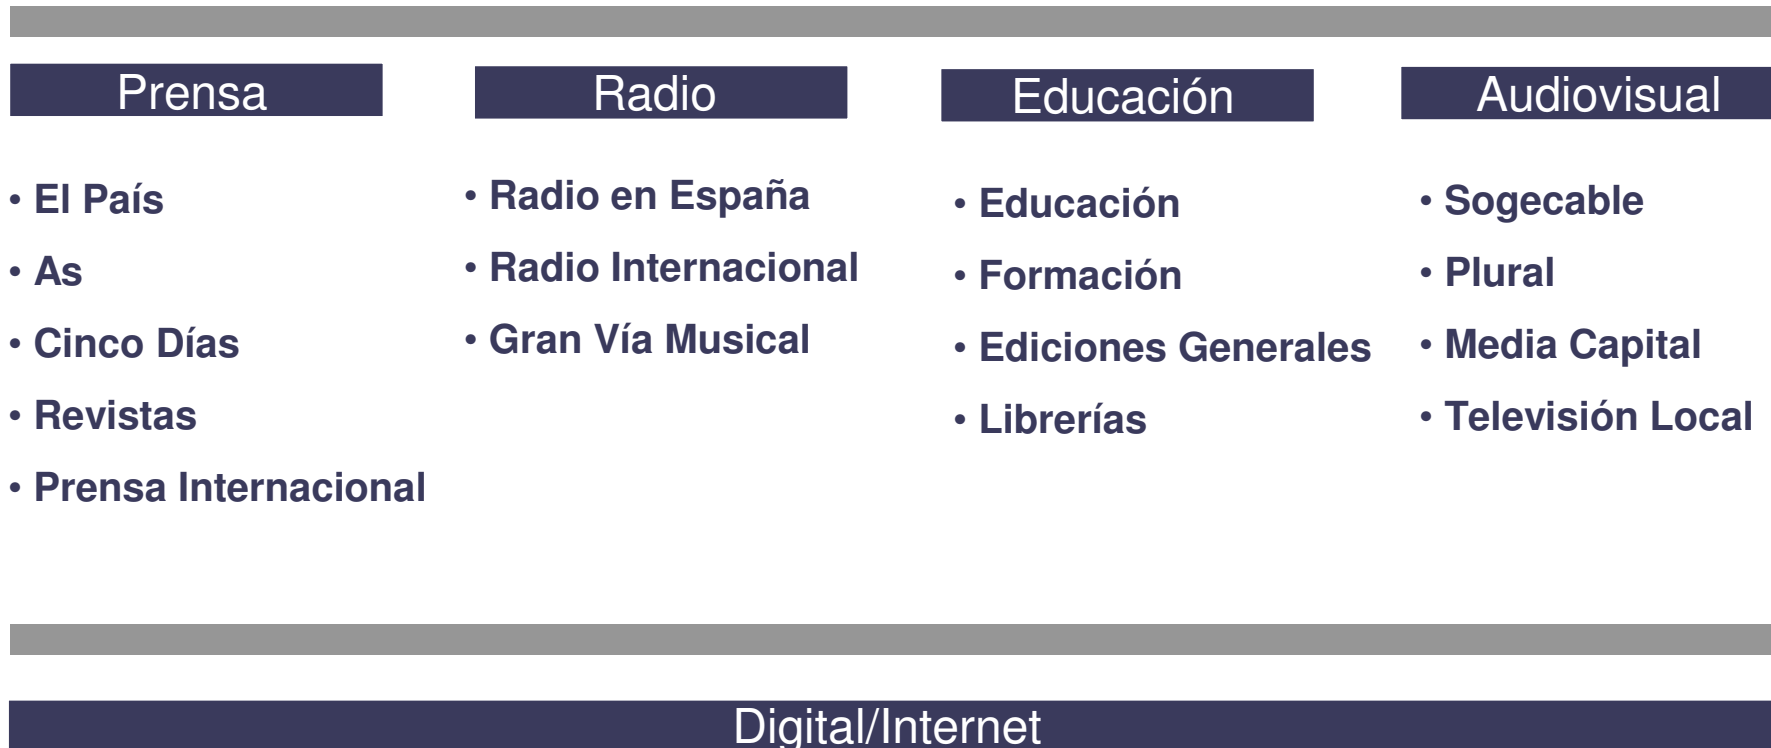 Prensa
• El País
• As
• Cinco Días
• Revistas
• Prensa Internacional
Radio
• Radio en España
• Radio Internacional
• Gran Vía Musical
Educación
• Educación
• Formación
• Ediciones Generales
• Librerías
Audiovisual
• Sogecable
• Plural
• Media Capital
• Televisión Local
Digital/Internet